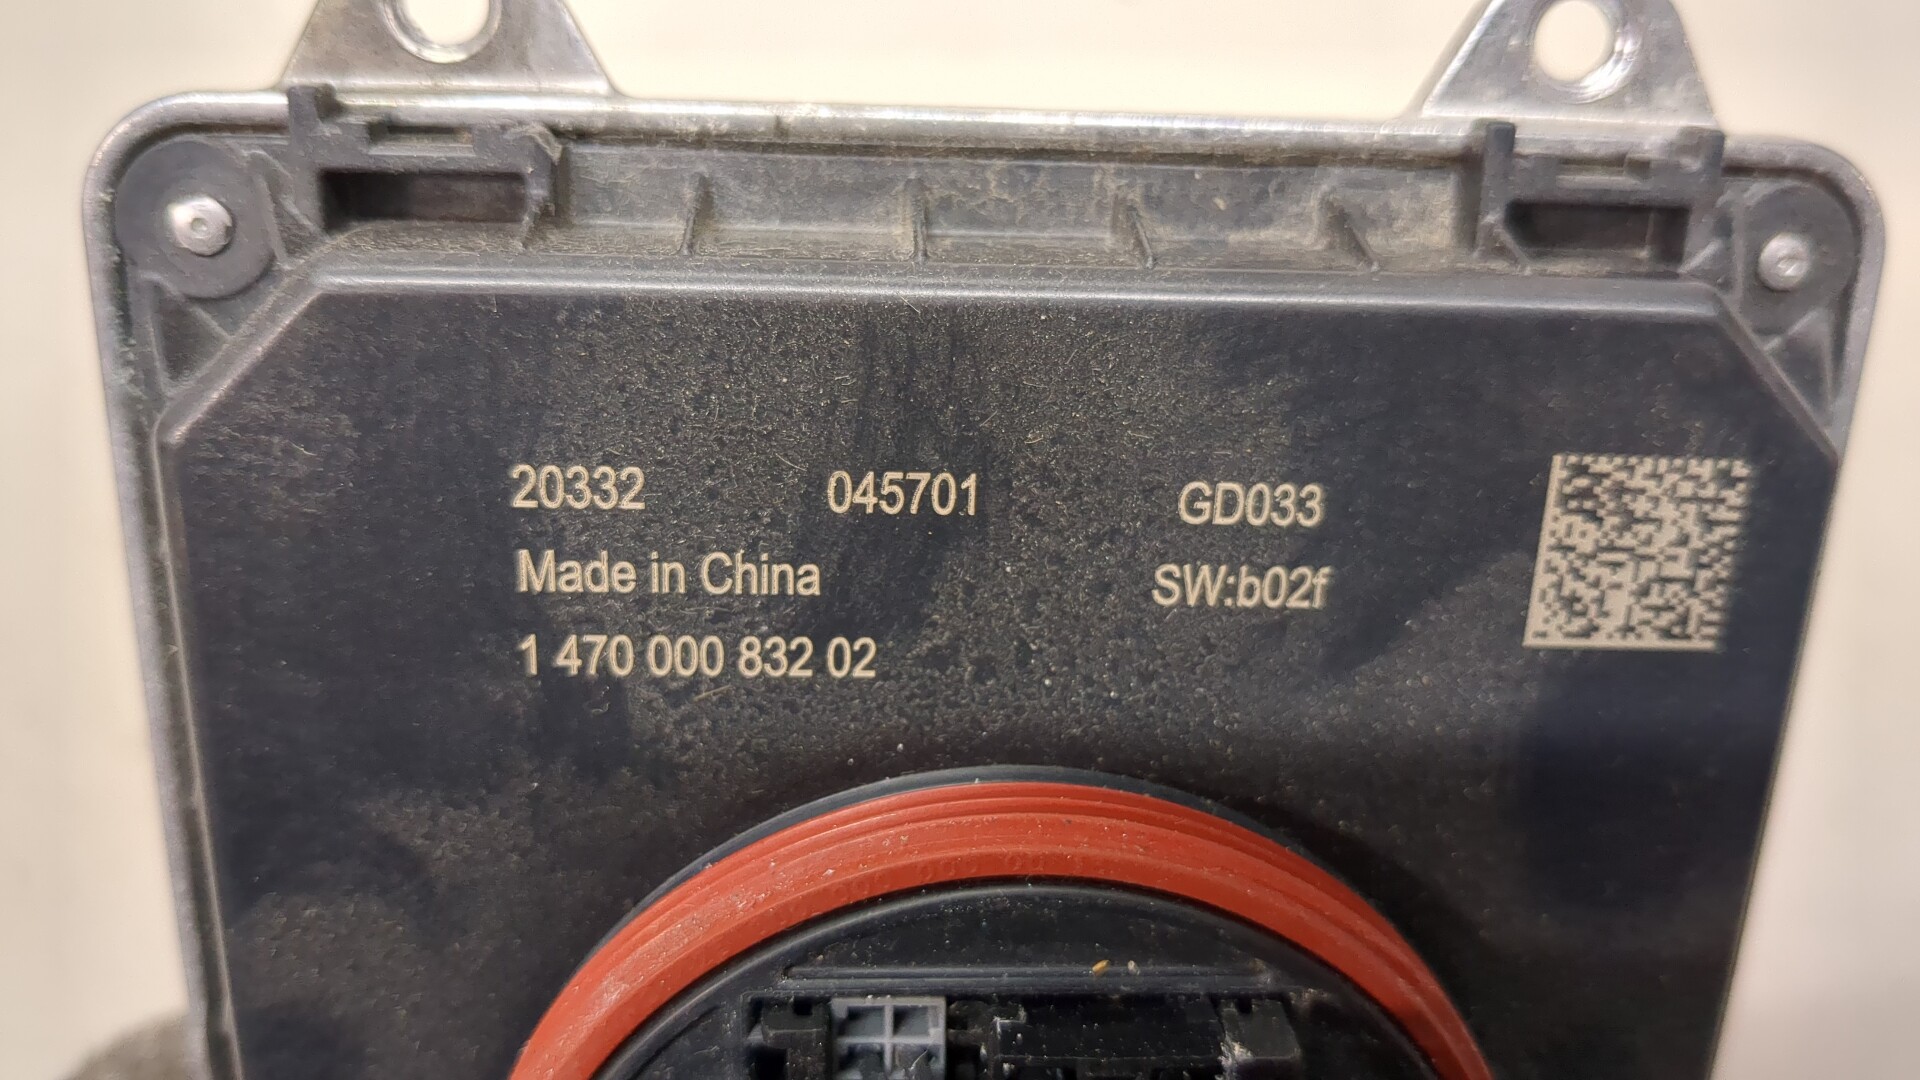 20332 045701 GD033
Made in China SW:b02f
1 470 000 832 02